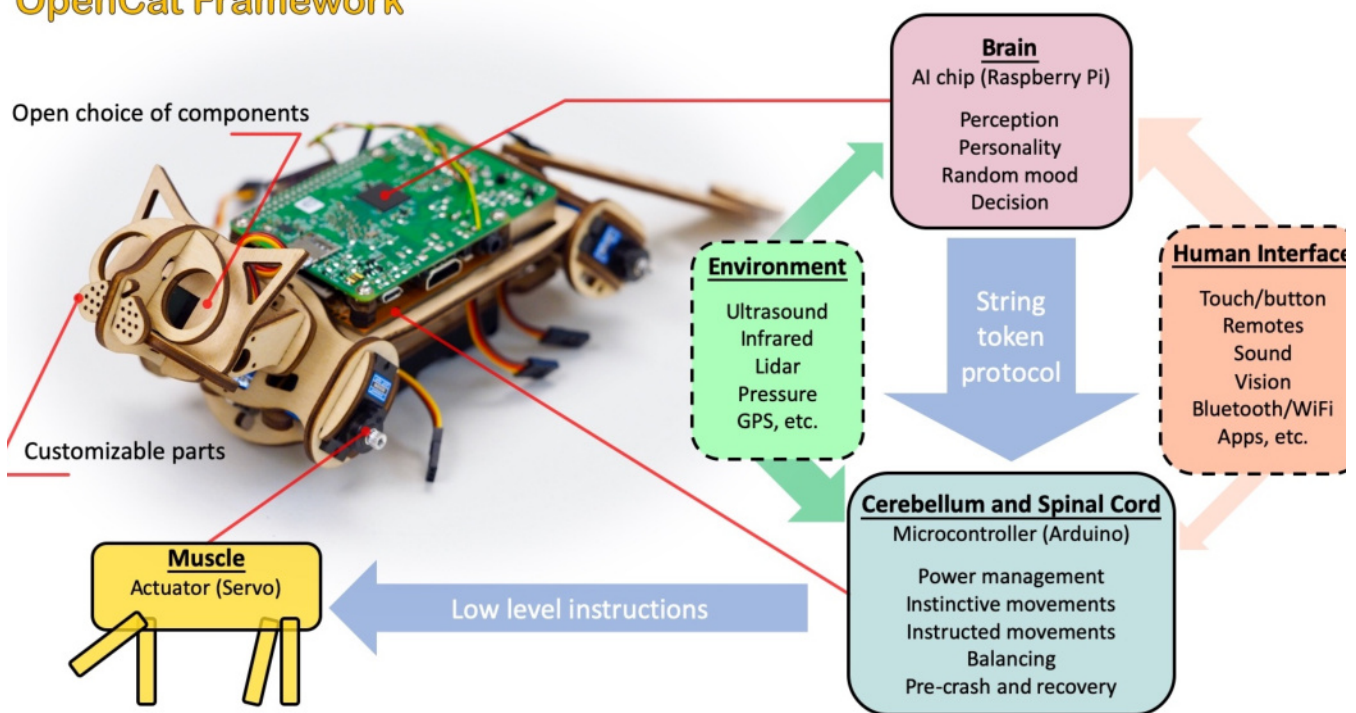 OpenCat Framework
Open choice of components
Customizable parts
Muscle
Actuator (Servo)
Low level instructions
Brain
AI chip (Raspberry Pi)
Perception
Personality
Random mood
Decision
Environment
Ultrasound
Infrared
Lidar
Pressure
GPS, etc.
String
token
protocol
Human Interface
Touch/button
Remotes
Sound
Vision
Bluetooth/WiFi
Apps, etc.
Cerebellum and Spinal Cord
Microcontroller (Arduino)
Power management
Instinctive movements
Instructed movements
Balancing
Pre-crash and recovery